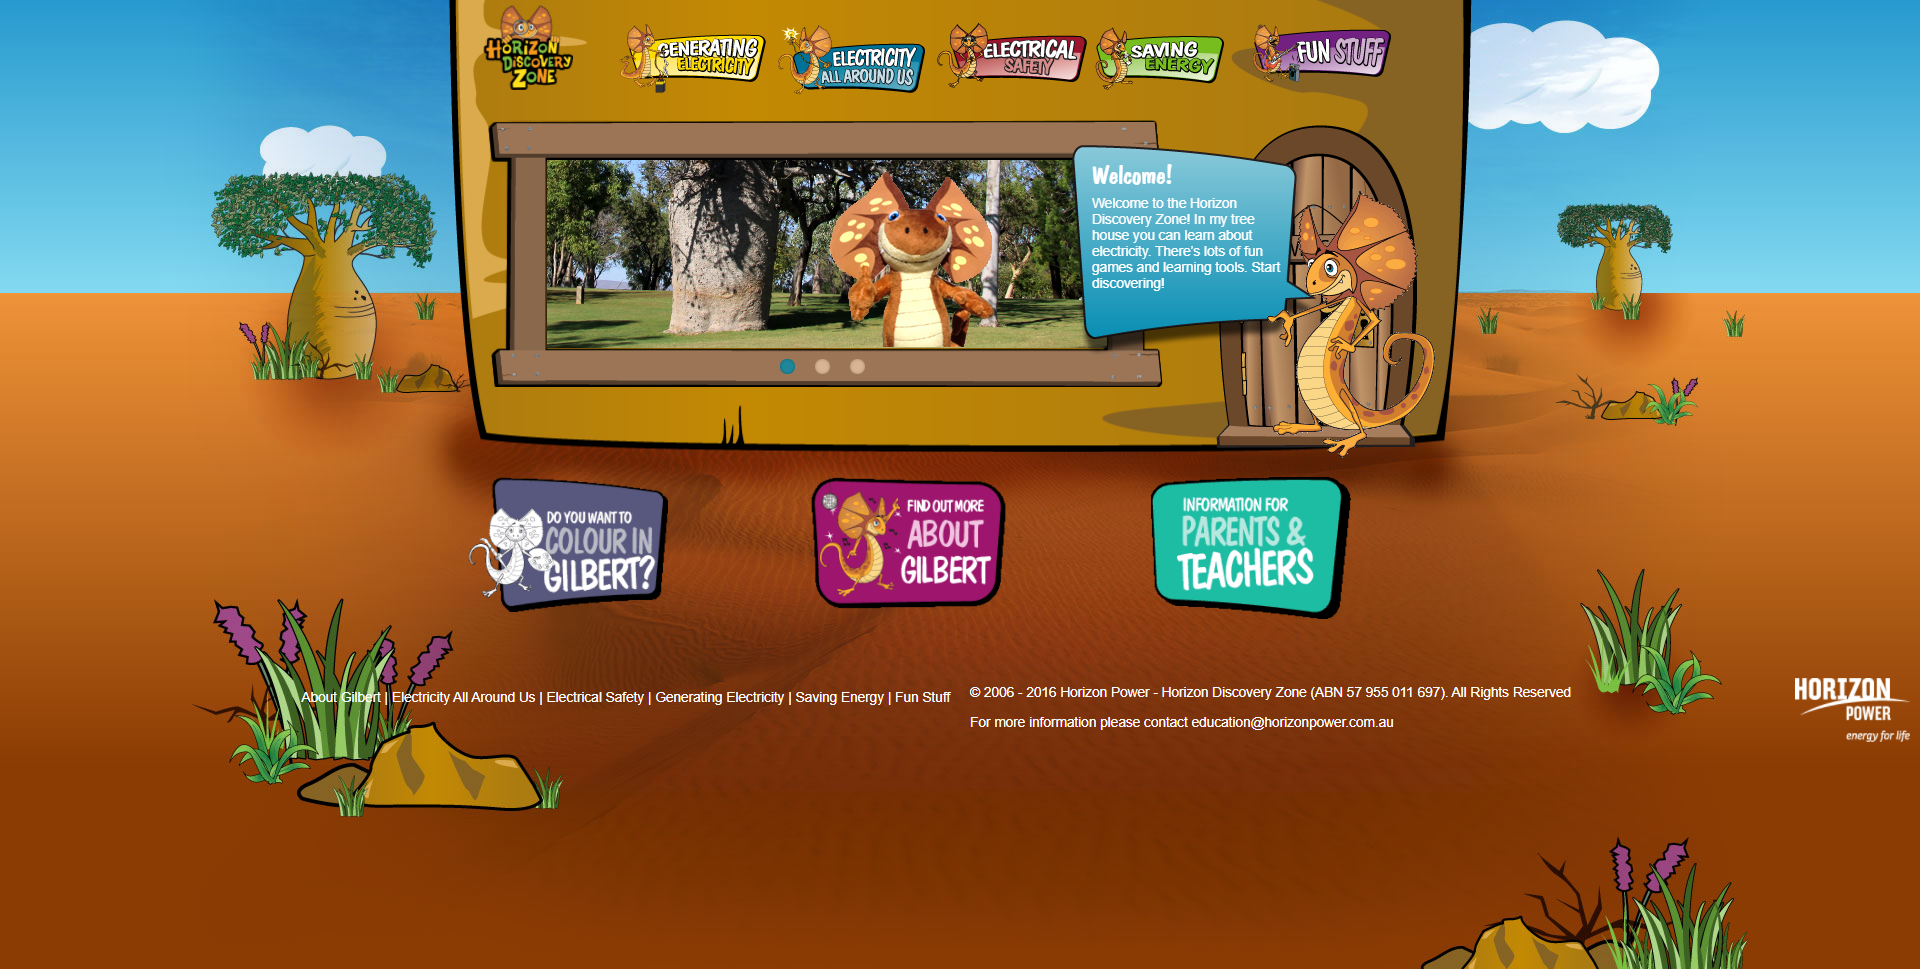 HORIZON
DISCOVERY
ZONE
GENERATING
ELECTRICITY
ELECTRICITY
ALL AROUND US
ELECTRICAL
SAFETY
SAVING
ENERGY
FUN STUFF
Welcome!
Welcome to the Horizon
Discovery Zone! In my tree
house you can learn about
electricity. There's lots of fun
games and learning tools. Start
discovering!
DO YOU WANT TO
COLOUR IN
GILBERT?
FIND OUT MORE
ABOUT
GILBERT
INFORMATION FOR
PARENTS &
TEACHERS
About Gilbert | Electricity All Around Us | Electrical Safety | Generating Electricity | Saving Energy | Fun Stuff
© 2006 - 2016 Horizon Power - Horizon Discovery Zone (ABN 57 955 011 697). All Rights Reserved
For more information please contact education@horizonpower.com.au
HORIZON
POWER
energy for life